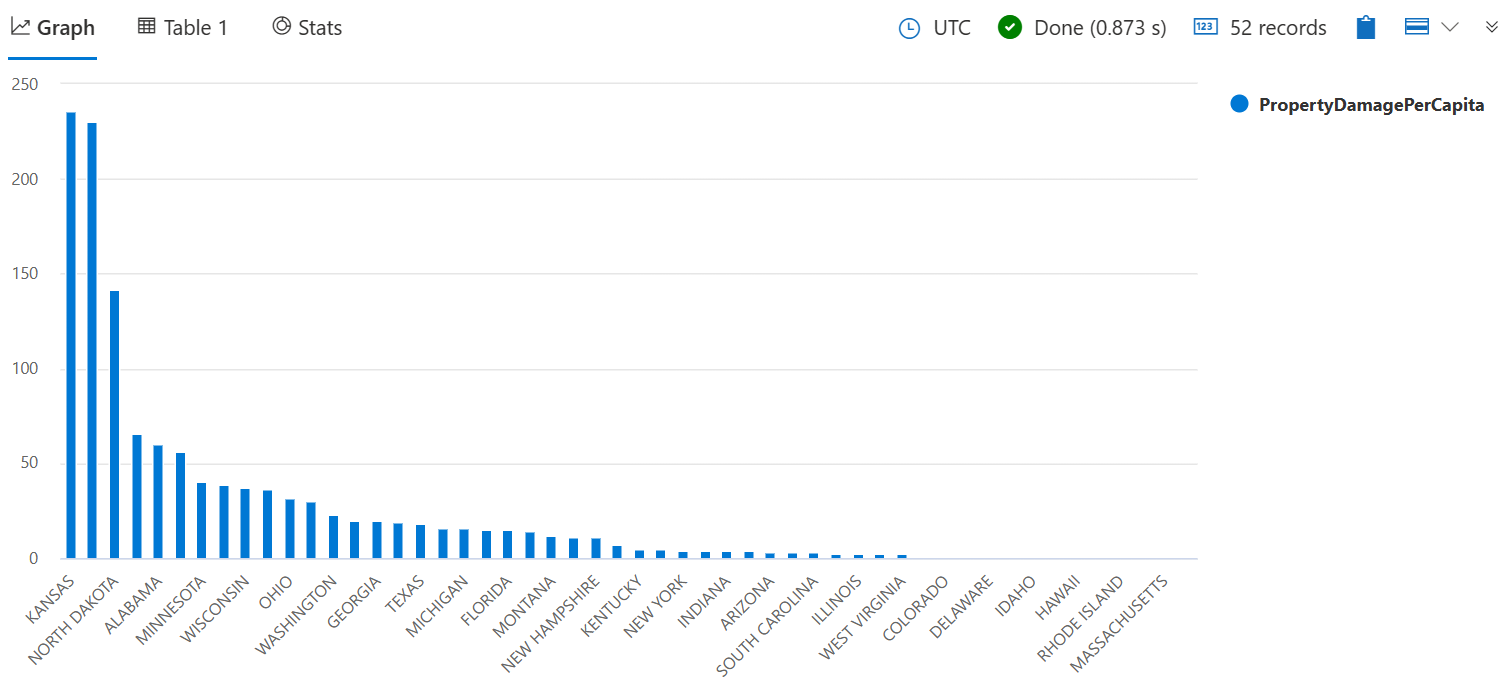 Graph Table 1 Stats UTC Done (0.873 s) 123 52 records
250
200
150
100
50
0
PropertyDamagePerCapita
KANSAS
NORTH DAKOTA
ALABAMA
MINNESOTA
WISCONSIN
OHIO
WASHINGTON
GEORGIA
TEXAS
MICHIGAN
FLORIDA
MONTANA
NEW HAMPSHIRE
KENTUCKY
NEW YORK
INDIANA
ARIZONA
SOUTH CAROLINA
ILLINOIS
WEST VIRGINIA
COLORADO
DELAWARE
IDAHO
HAWAII
RHODE ISLAND
MASSACHUSETTS